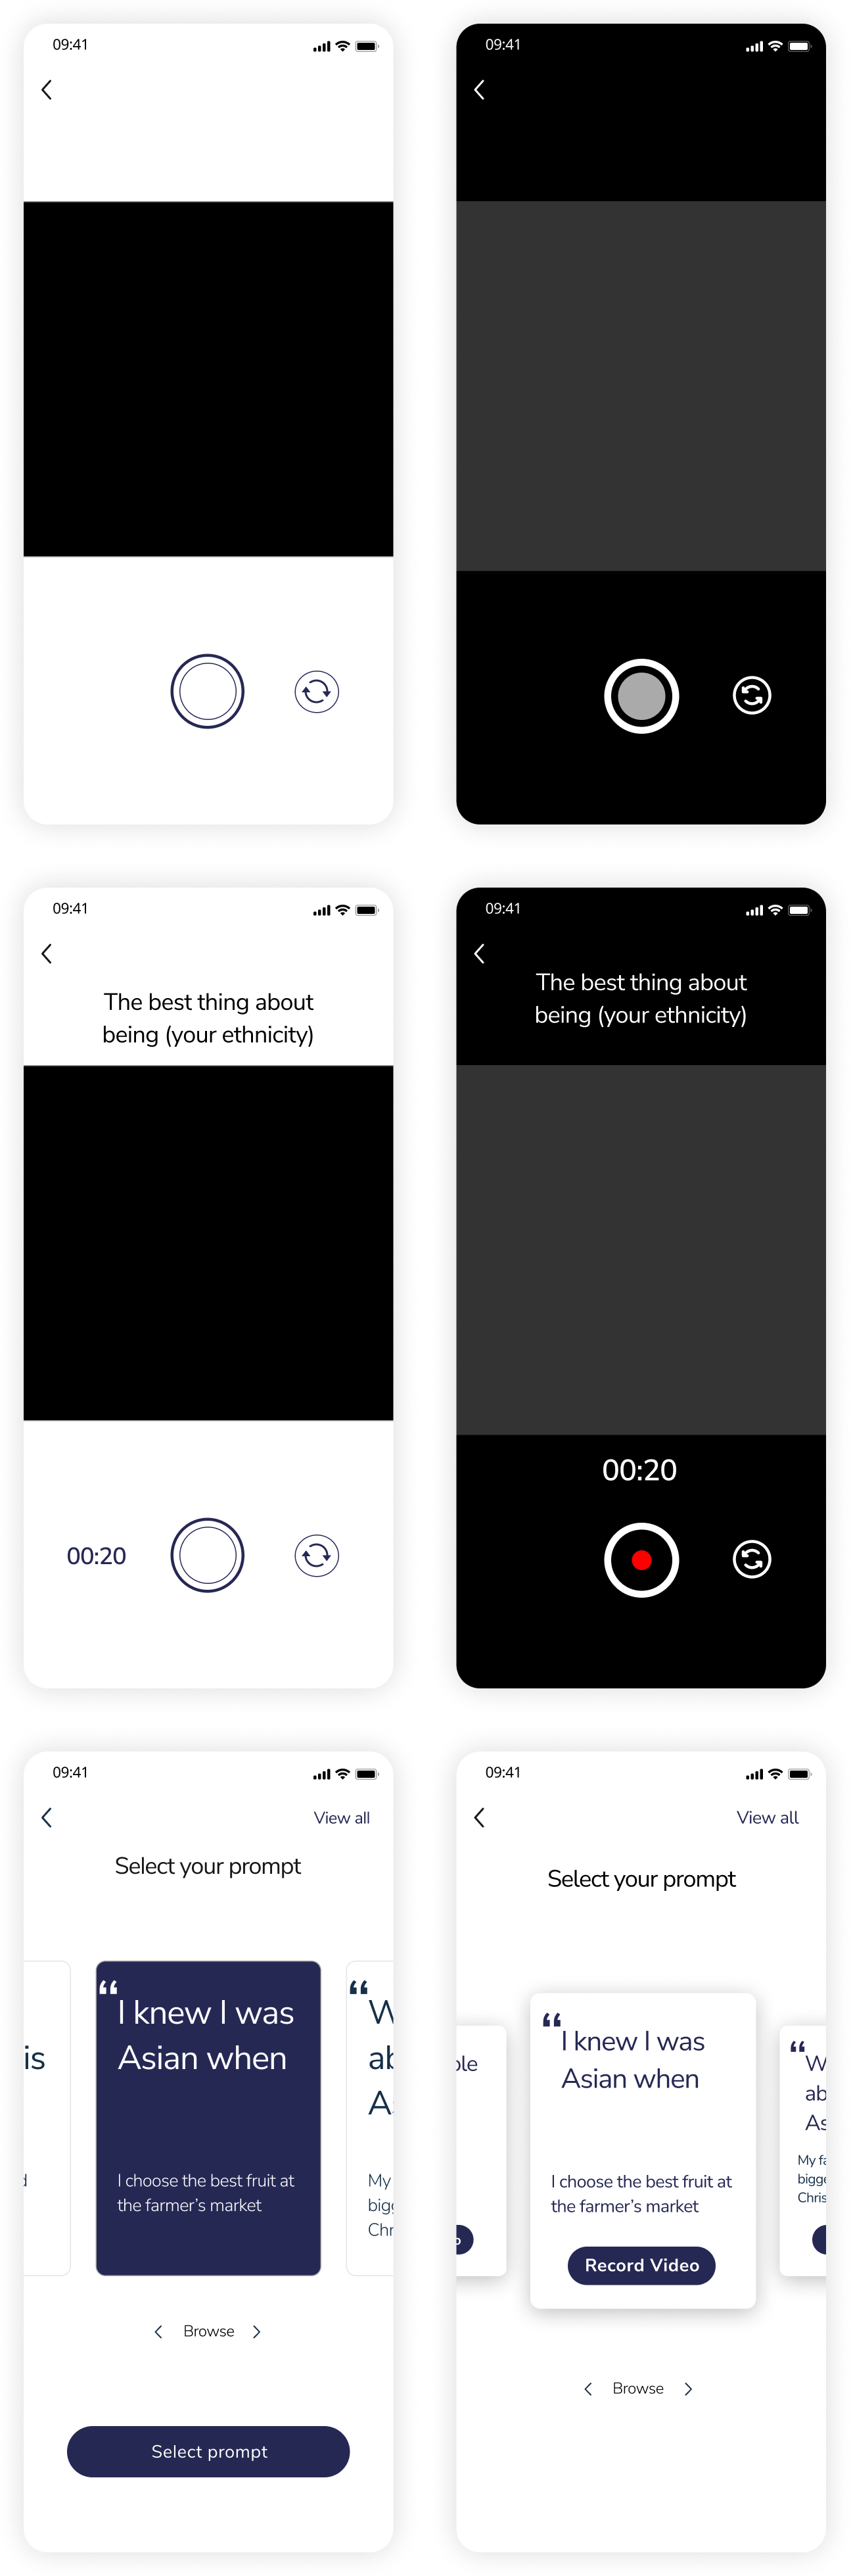 09:41
09:41
09:41
The best thing about
being (your ethnicity)
00:20
09:41
The best thing about
being (your ethnicity)
00:20
09:41
View all
Select your prompt
is
“
I knew I was
Asian when
I choose the best fruit at
the farmer’s market
“
W
ab
As
My
big
Chr
Browse
Select prompt
09:41
View all
Select your prompt
ple
“
I knew I was
Asian when
I choose the best fruit at
the farmer’s market
Record Video
“
W
ab
As
My fa
bigge
Chris
Browse